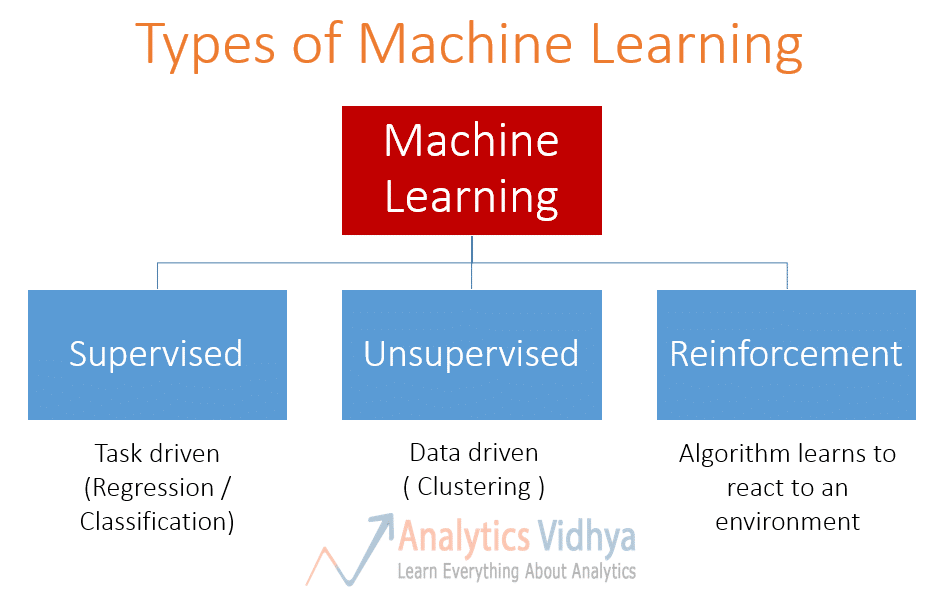 Types of Machine Learning
Machine
Learning
Supervised
Unsupervised
Reinforcement
Task driven
(Regression /
Classification)
Data driven
( Clustering )
Algorithm learns to
react to an
environment
Analytics Vidhya
Learn Everything About Analytics